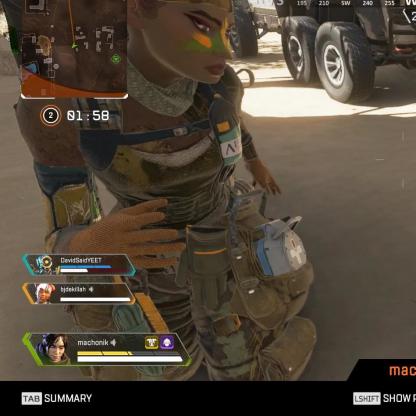 195 210 SW 240 255
2 01:58
DavidSaidYEET
bjdekillah
machonik
mac
TAB SUMMARY
LSHIFT SHOW